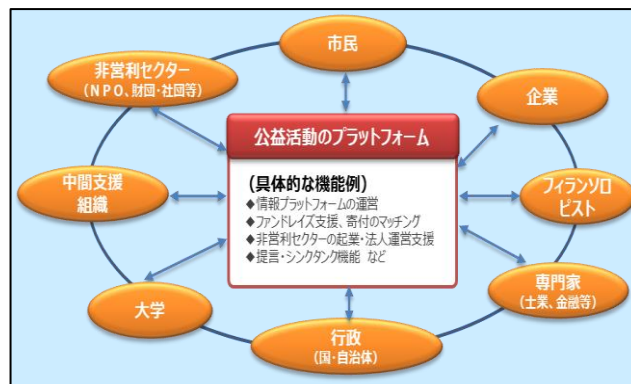 市民
非営利セクター
（NPO、財団・社団等）
企業
公益活動のプラットフォーム
（具体的な機能例）
◆情報プラットフォームの運営
◆ファンドレイズ支援、寄付のマッチング
◆非営利セクターの起業・法人運営支援
◆提言・シンクタンク機能 など
中間支援
組織
フィランソロ
ピスト
大学
専門家
（士業、金融等）
行政
（国・自治体）